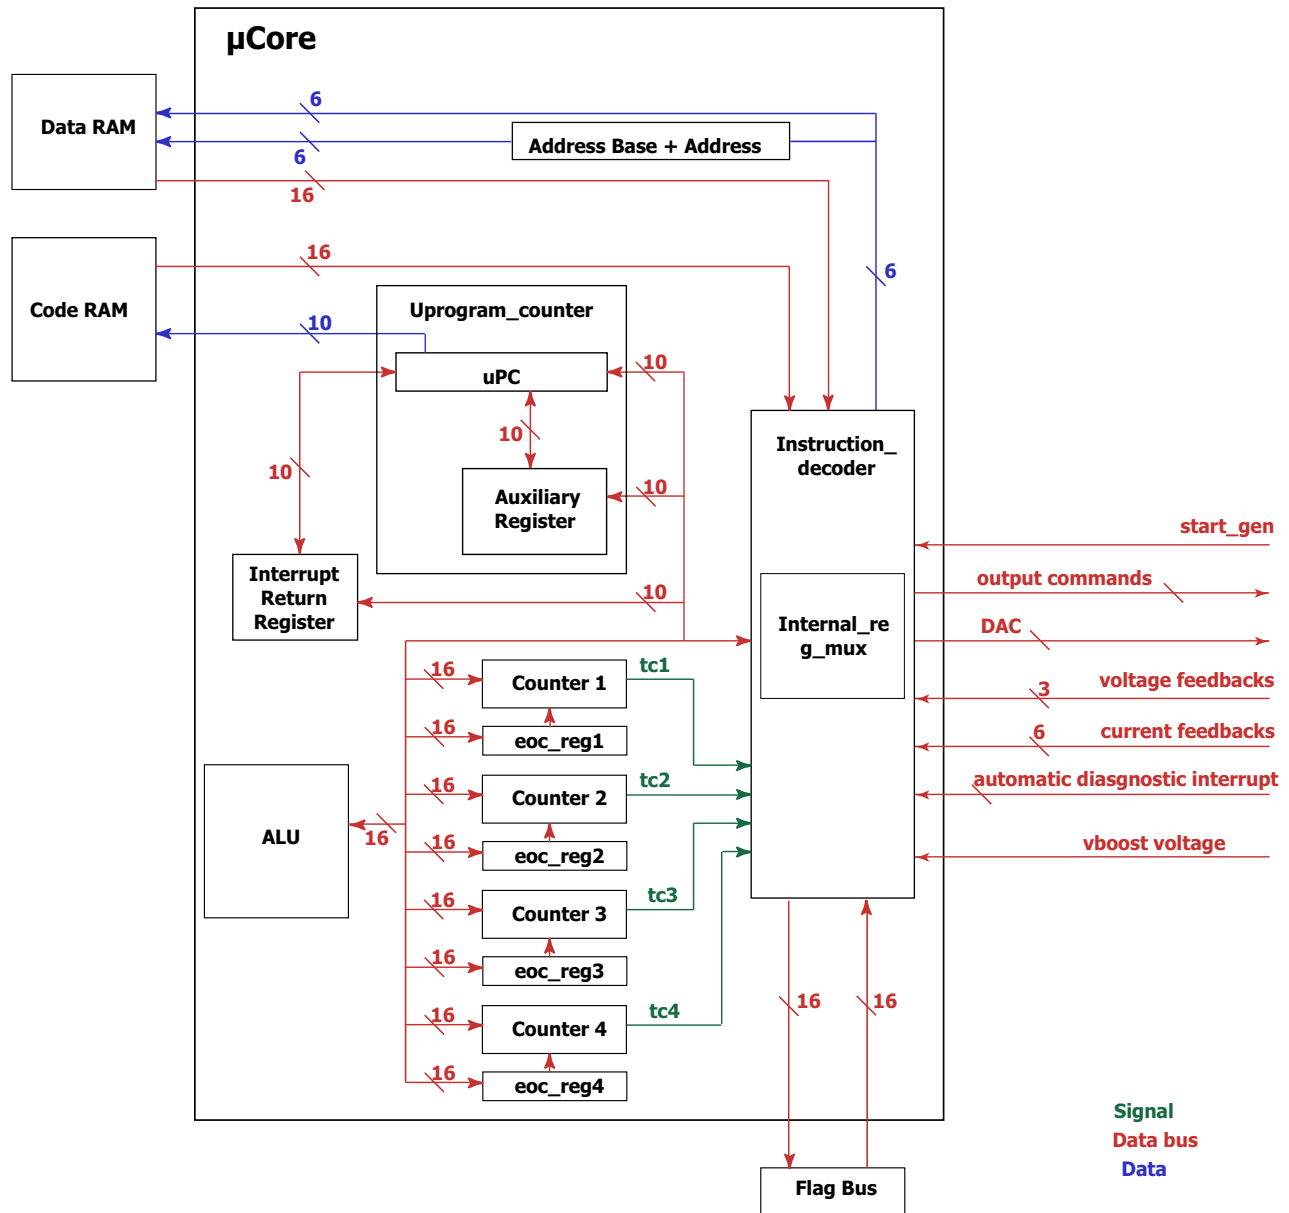 µCore
6
Data RAM
Address Base + Address
6
16
16
6
Code RAM
Uprogram_counter
10
uPC
10
10
Instruction_
decoder
10
10
Auxiliary
Register
start_gen
Interrupt
Return
Register
output commands
10
Internal_re
g_mux
DAC
16
Counter 1
tc1
voltage feedbacks
3
16
eoc_reg1
current feedbacks
6
16
Counter 2
tc2
automatic diasgnostic interrupt
ALU
16
16
eoc_reg2
vboost voltage
16
Counter 3
tc3
16
eoc_reg3
16
16
16
Counter 4
tc4
16
eoc_reg4
Signal
Data bus
Data
Flag Bus